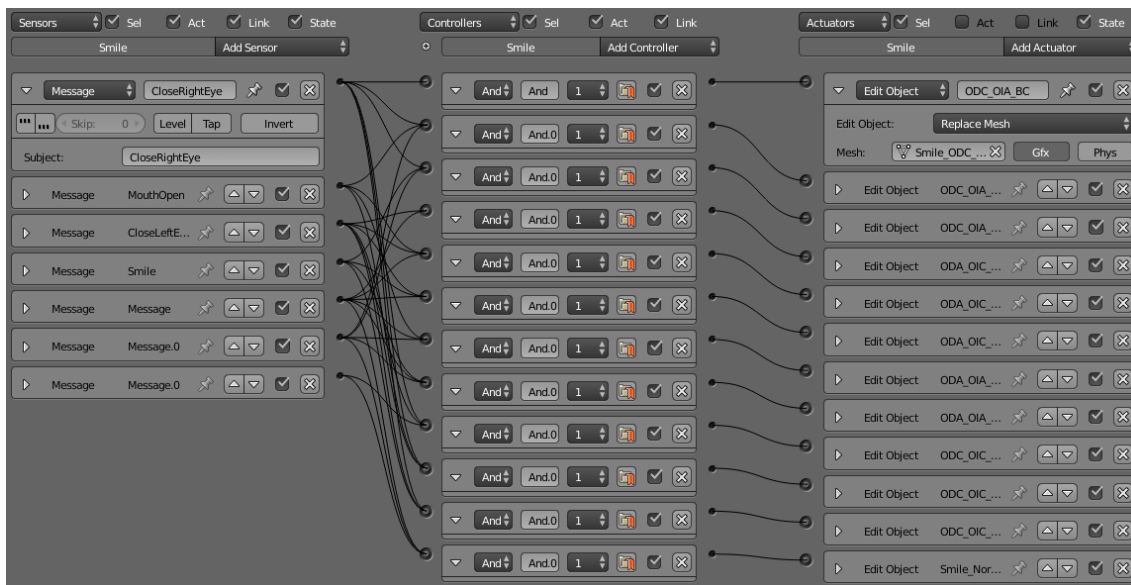 Sensors Sel Act Link State
Smile Add Sensor
Message CloseRightEye
Skip: 0 Level Tap Invert
Subject: CloseRightEye
Message MouthOpen
Message CloseLeftE...
Message Smile
Message Message
Message Message.0
Message Message.0
Controllers Sel Act Link
Smile Add Controller
And And 1
And And.0 1
And And.0 1
And And.0 1
And And.0 1
And And.0 1
And And.0 1
And And.0 1
And And.0 1
And And.0 1
And And.0 1
And And.0 1
Actuators Sel Act Link State
Smile Add Actuator
Edit Object ODC_OIA_BC
Edit Object: Replace Mesh
Mesh: Smile_ODC_... Gfx Phys
Edit Object ODC_OIA_...
Edit Object ODC_OIA_...
Edit Object ODA_OIC_...
Edit Object ODA_OIC_...
Edit Object ODA_OIC_...
Edit Object ODA_OIA_...
Edit Object ODA_OIA_...
Edit Object ODC_OIC_...
Edit Object ODC_OIC_...
Edit Object ODC_OIC_...
Edit Object Smile_Nor...